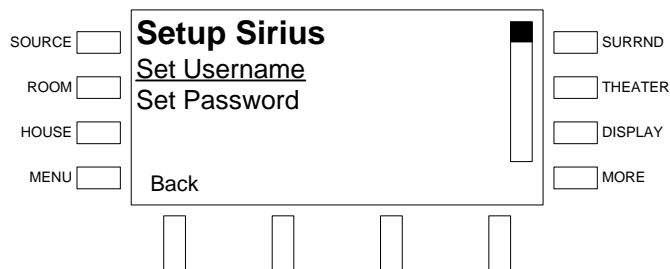 Setup Sirius
Set Username
Set Password
Back
SOURCE
ROOM
HOUSE
MENU
SURRND
THEATER
DISPLAY
MORE